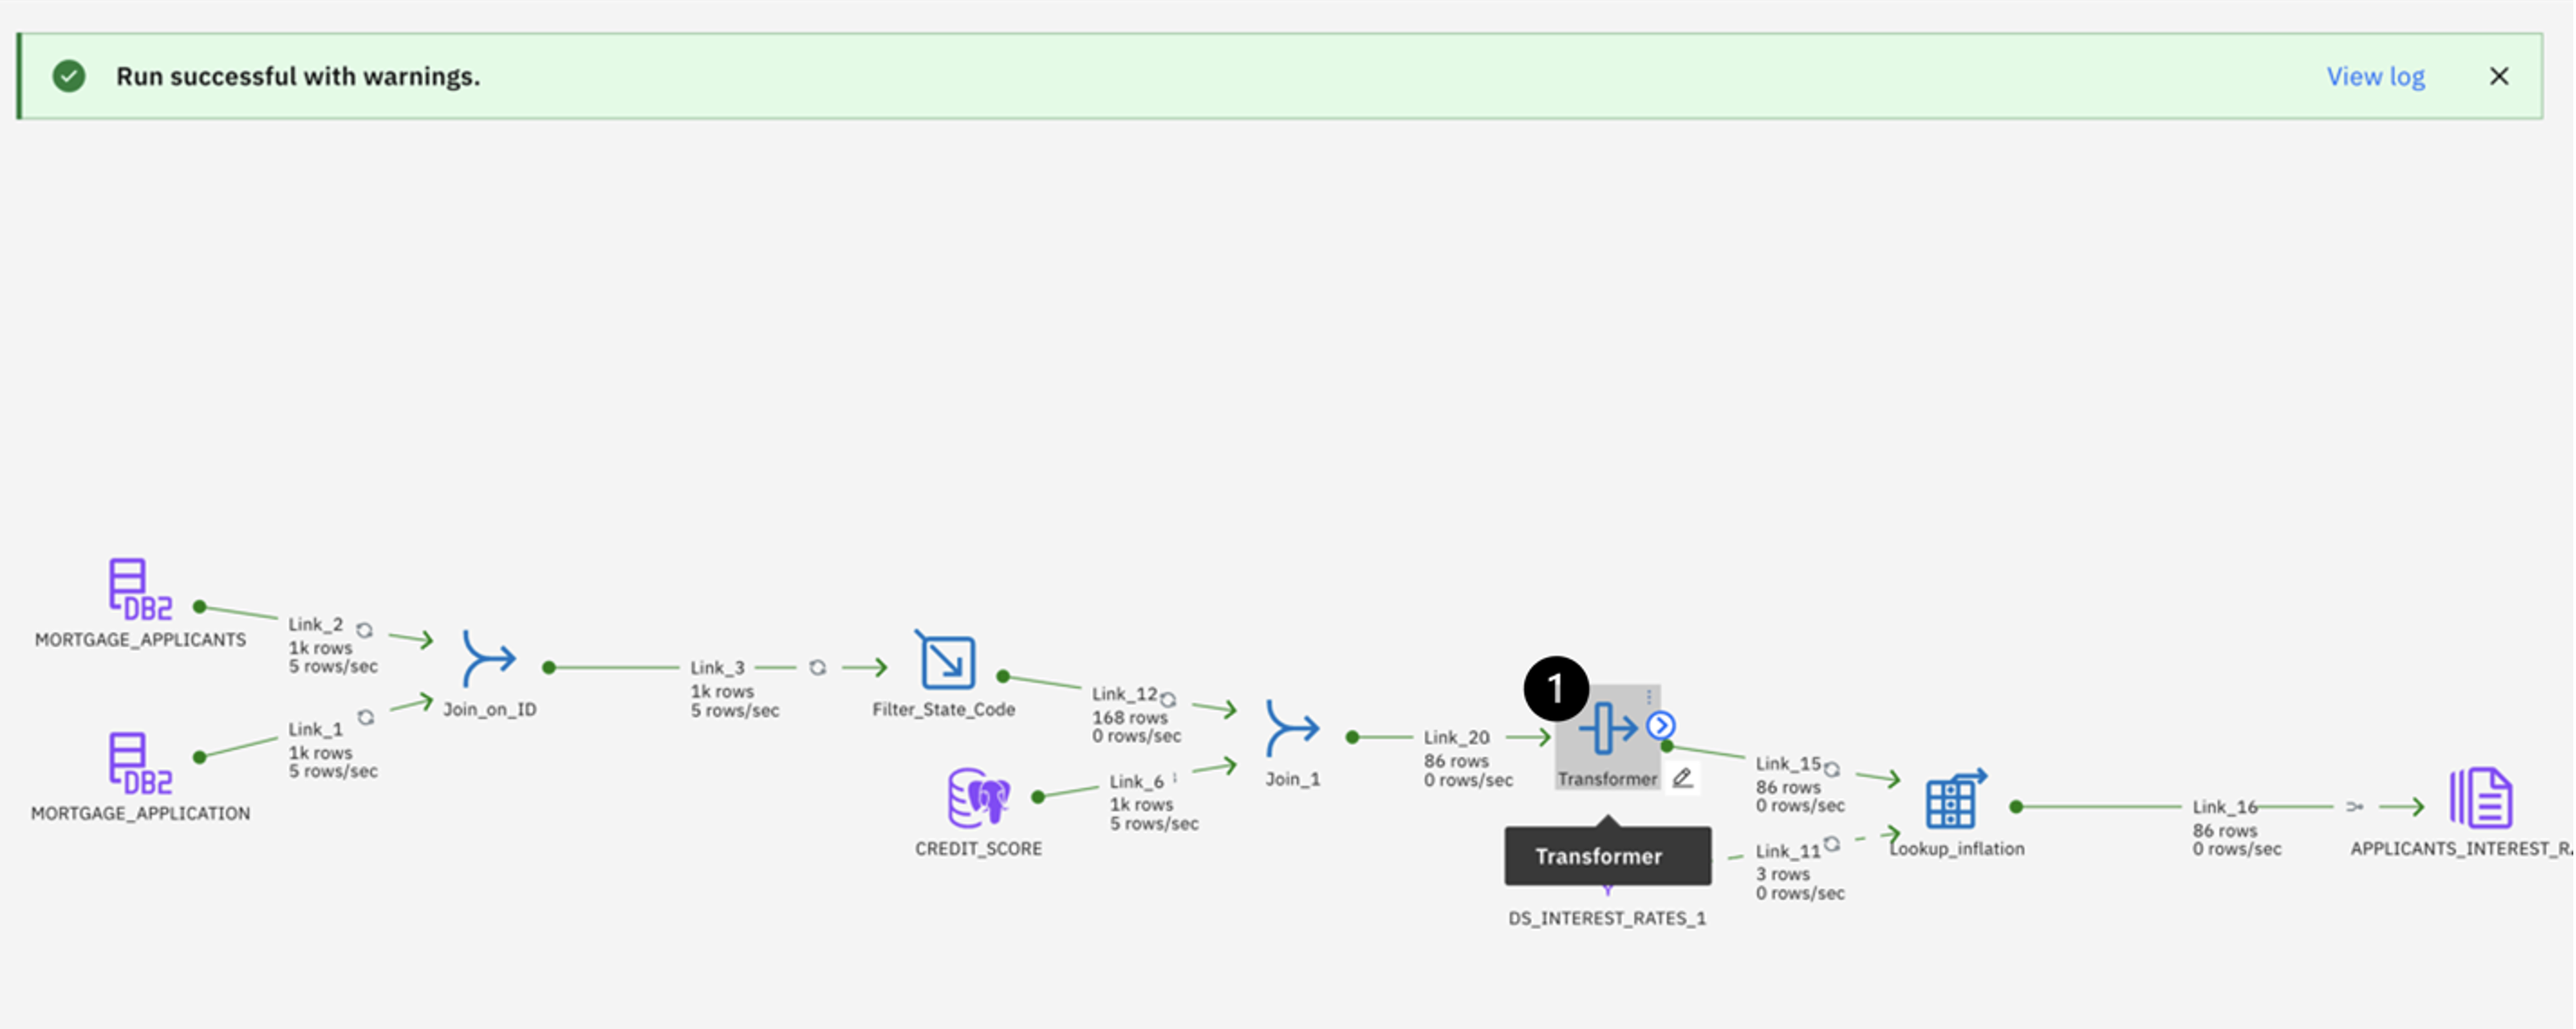 Run successful with warnings.
View log
DB2
MORTGAGE_APPLICANTS
Link_2
1k rows
5 rows/sec
DB2
MORTGAGE_APPLICATION
Link_1
1k rows
5 rows/sec
Join_on_ID
Link_3
1k rows
5 rows/sec
Filter_State_Code
Link_12
168 rows
0 rows/sec
CREDIT_SCORE
Link_6
1k rows
5 rows/sec
Join_1
Link_20
86 rows
0 rows/sec
1
Transformer
Transformer
DS_INTEREST_RATES_1
Link_15
86 rows
0 rows/sec
Link_11
3 rows
0 rows/sec
Lookup_inflation
Link_16
86 rows
0 rows/sec
APPLICANTS_INTEREST_R